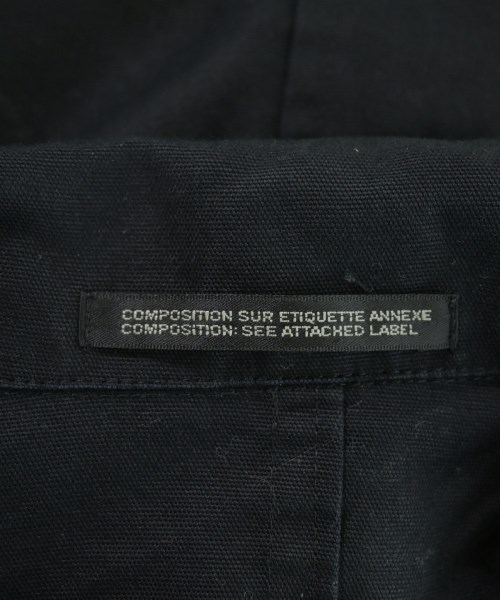 COMPOSITION SUR ETIQUETTE ANNEXE
COMPOSITION: SEE ATTACHED LABEL